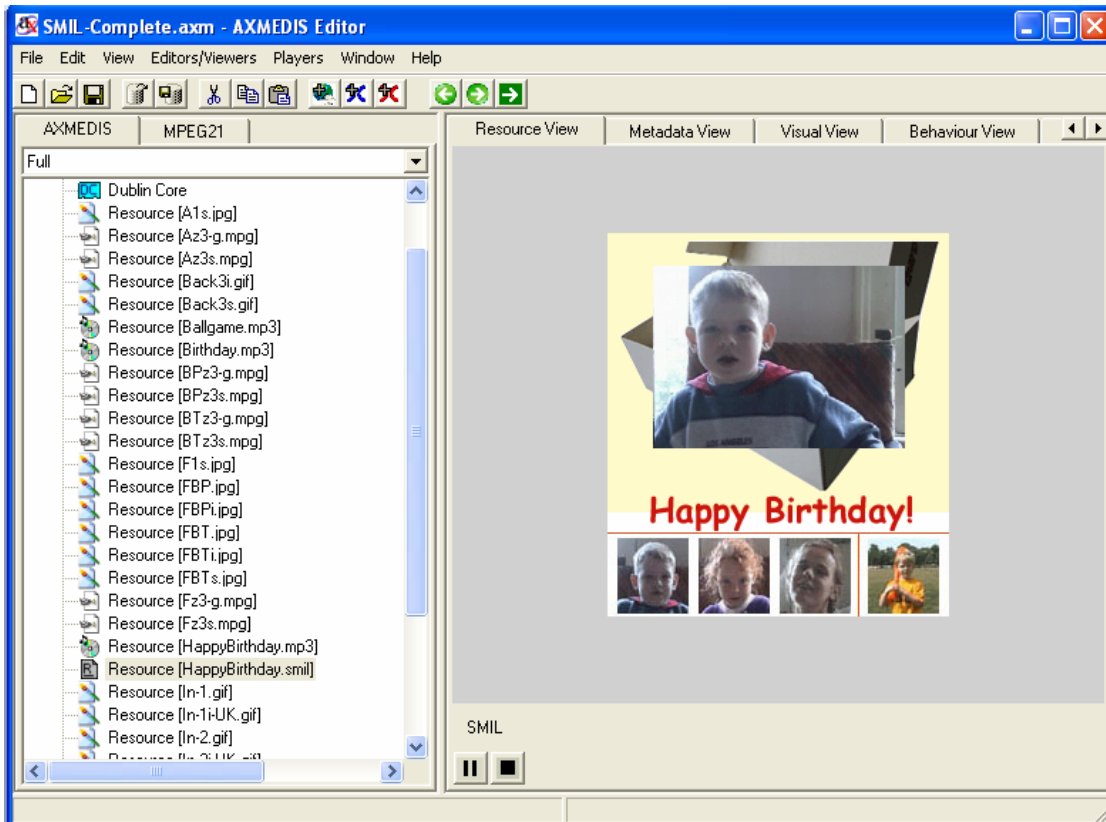 SMIL-Complete.axm - AXMEDIS Editor
File Edit View Editors/Viewers Players Window Help
AXMEDIS MPEG21
Resource View Metadata View Visual View Behaviour View
Full
Dublin Core
Resource [A1s.jpg]
Resource [Az3-g.mpg]
Resource [Az3s.mpg]
Resource [Back3i.gif]
Resource [Back3s.gif]
Resource [Ballgame.mp3]
Resource [Birthday.mp3]
Resource [BPz3-g.mpg]
Resource [BPz3s.mpg]
Resource [BTz3-g.mpg]
Resource [BTz3s.mpg]
Resource [F1s.jpg]
Resource [FBP.jpg]
Resource [FBPi.jpg]
Resource [FBT.jpg]
Resource [FBTi.jpg]
Resource [FBTs.jpg]
Resource [Fz3-g.mpg]
Resource [Fz3s.mpg]
Resource [HappyBirthday.mp3]
Resource [HappyBirthday.smil]
Resource [In-1.gif]
Resource [In-1i-UK.gif]
Resource [In-2.gif]
LOS ANGELES
Happy Birthday!
SMIL